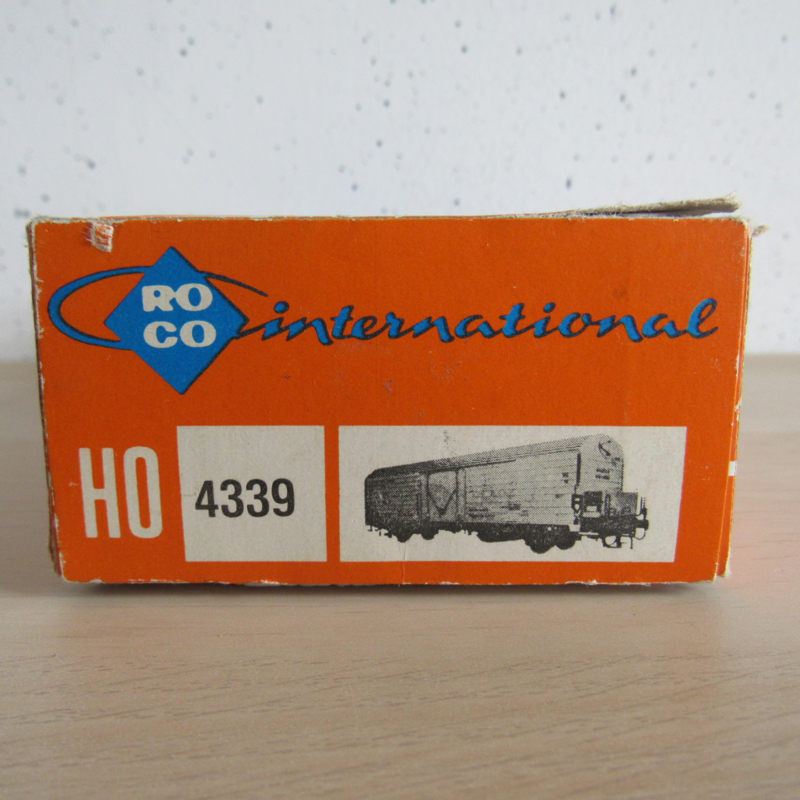 RO
CO
international
HO
4339